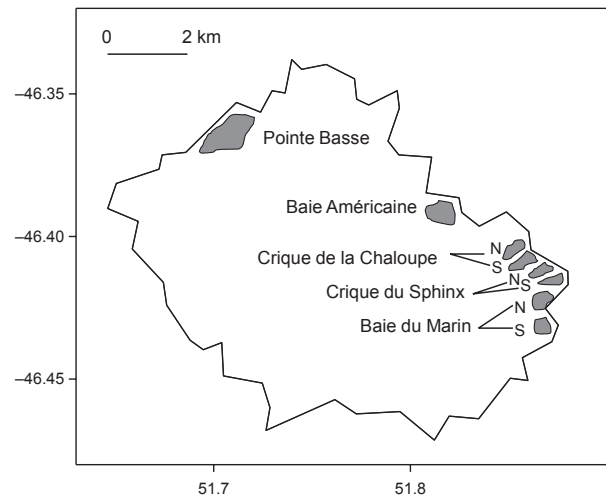 0 2 km
–46.35
Pointe Basse
Baie Américaine
–46.40
N
Crique de la Chaloupe
S
N
Crique du Sphinx
S
N
Baie du Marin
S
–46.45
51.7 51.8